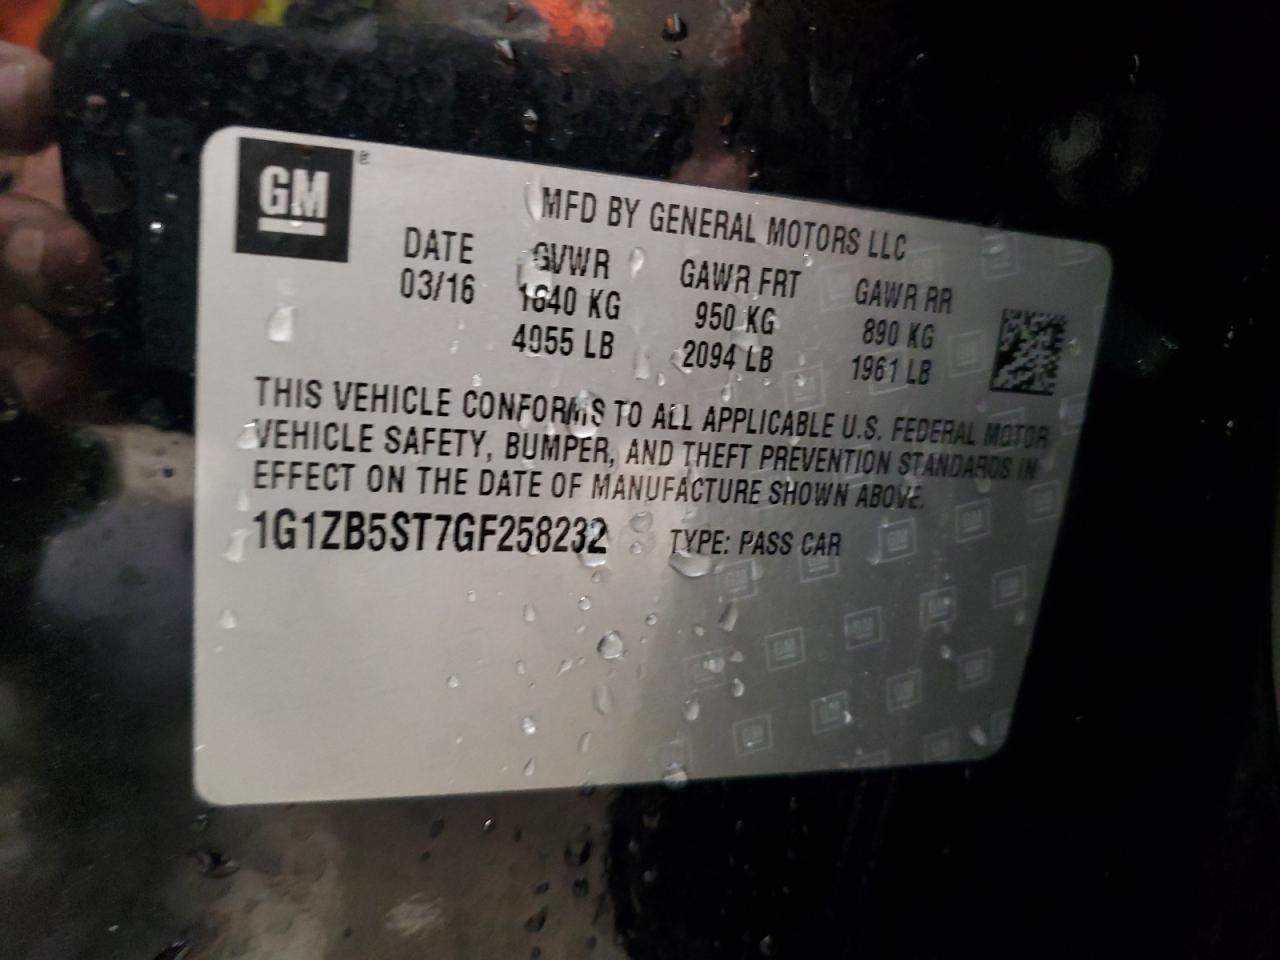 GM®
MFD BY GENERAL MOTORS LLC
DATE GVWR GAWR FRT GAWR RR
03/16 1840 KG 950 KG 890 KG
4055 LB 2094 LB 1961 LB
THIS VEHICLE CONFORMS TO ALL APPLICABLE U.S. FEDERAL MOTOR
VEHICLE SAFETY, BUMPER, AND THEFT PREVENTION STANDARDS IN
EFFECT ON THE DATE OF MANUFACTURE SHOWN ABOVE.
1G1ZB5ST7GF258232 TYPE: PASS CAR